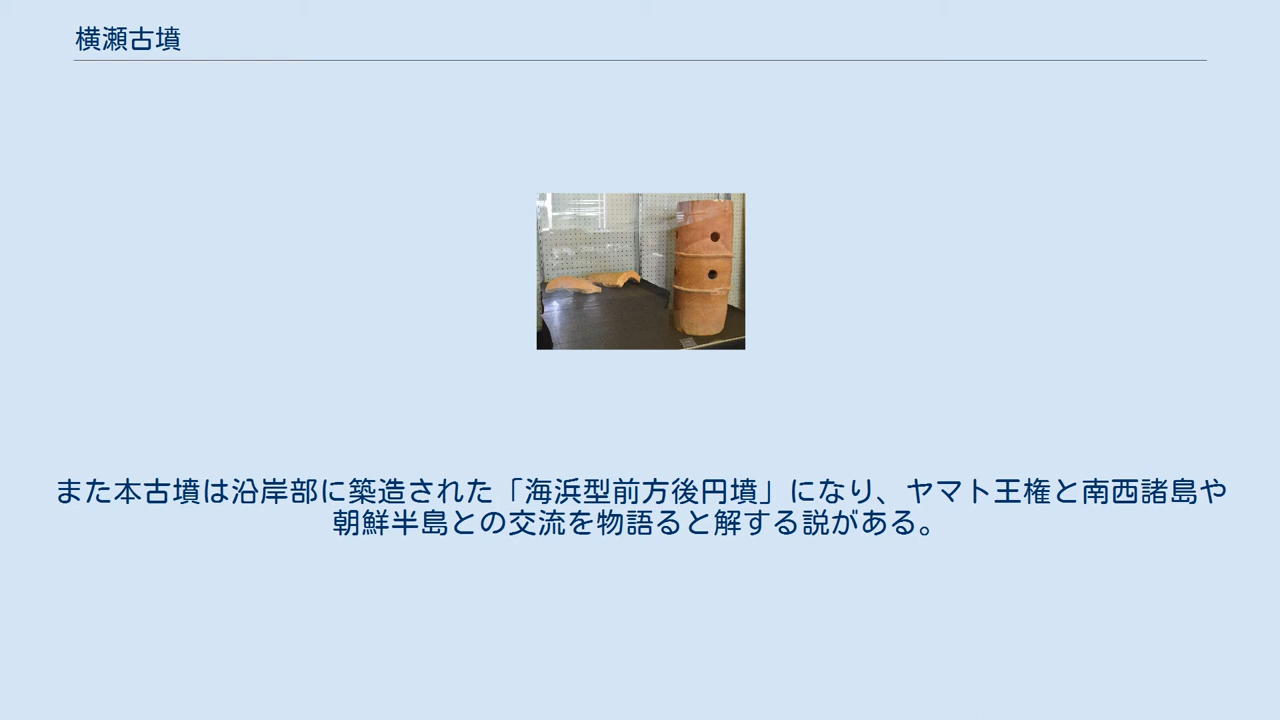 横瀬古墳
また本古墳は沿岸部に築造された「海浜型前方後円墳」になり、ヤマト王権と南西諸島や
朝鮮半島との交流を物語ると解する説がある。